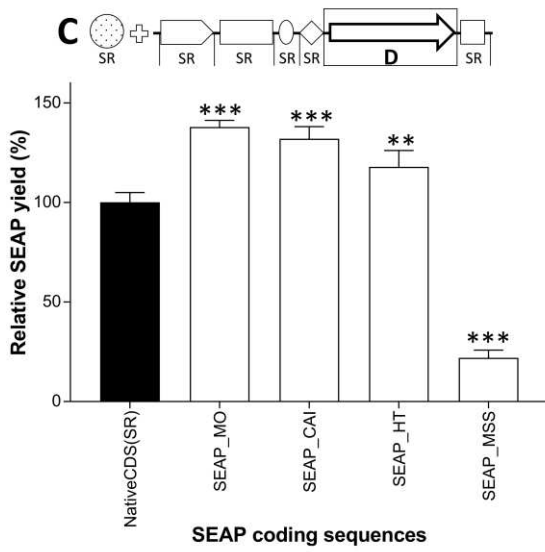 C
SR SR SR SR SR D SR
Relative SEAP yield (%)
150
100
50
0
***
***
**
***
NativeCDS(SR)
SEAP_MO
SEAP_CAI
SEAP_HT
SEAP_MSS
SEAP coding sequences